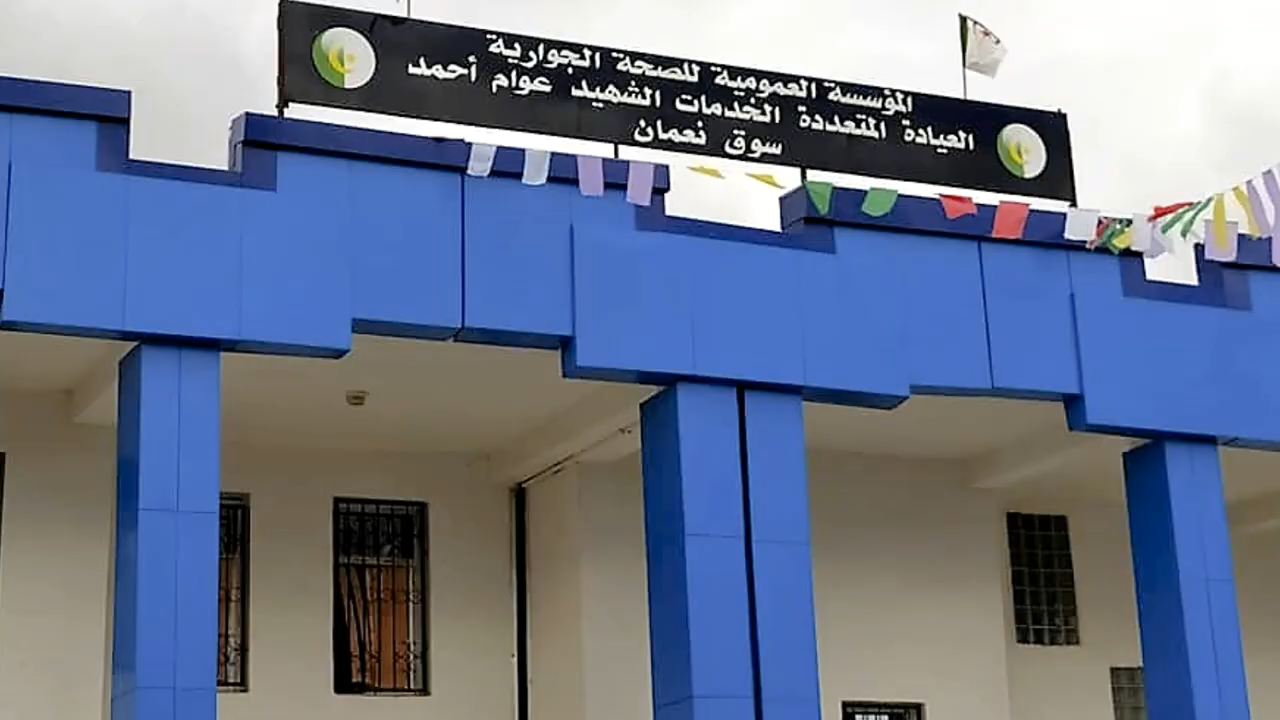 المؤسسة العمومية للصحة الجوارية
العيادة المتعددة الخدمات الشهيد عوام أحمد
سوق نعمان